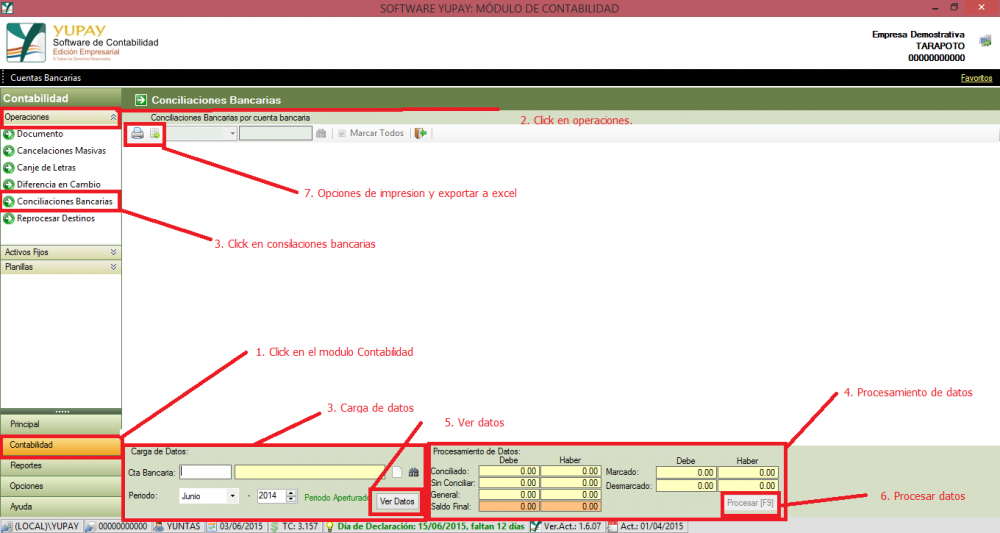 SOFTWARE YUPAY: MÓDULO DE CONTABILIDAD
YUPAY
Software de Contabilidad
Edición Empresarial
Empresa Demostrativa
TARAPOTO
00000000000
Cuentas Bancarias
Favoritos
Contabilidad
Conciliaciones Bancarias
Operaciones
Conciliaciones Bancarias por cuenta bancaria
2. Click en operaciones.
Documento
Marcar Todos
Cancelaciones Masivas
Canje de Letras
Diferencia en Cambio
7. Opciones de impresion y exportar a excel
Conciliaciones Bancarias
Reprocesar Destinos
3. Click en consilaciones bancarias
Activos Fijos
Planillas
1. Click en el modulo Contabilidad
4. Procesamiento de datos
3. Carga de datos
5. Ver datos
Principal
Contabilidad
Reportes
Opciones
Ayuda
Carga de Datos:
Cta Bancaria:
Periodo: Junio - 2014 Periodo Aperturado
Ver Datos
Procesamiento de Datos:
Debe Haber
Conciliado: 0.00 0.00
Sin Conciliar: 0.00 0.00
General: 0.00 0.00
Saldo Final: 0.00 0.00
Debe Haber
Marcado: 0.00 0.00
Desmarcado: 0.00 0.00
Procesar [F9]
6. Procesar datos
(LOCAL)\YUPAY 00000000000 YUNTAS 03/06/2015 TC: 3.157 Día de Declaración: 15/06/2015, faltan 12 días Ver.Act.: 1.6.07 Act.: 01/04/2015